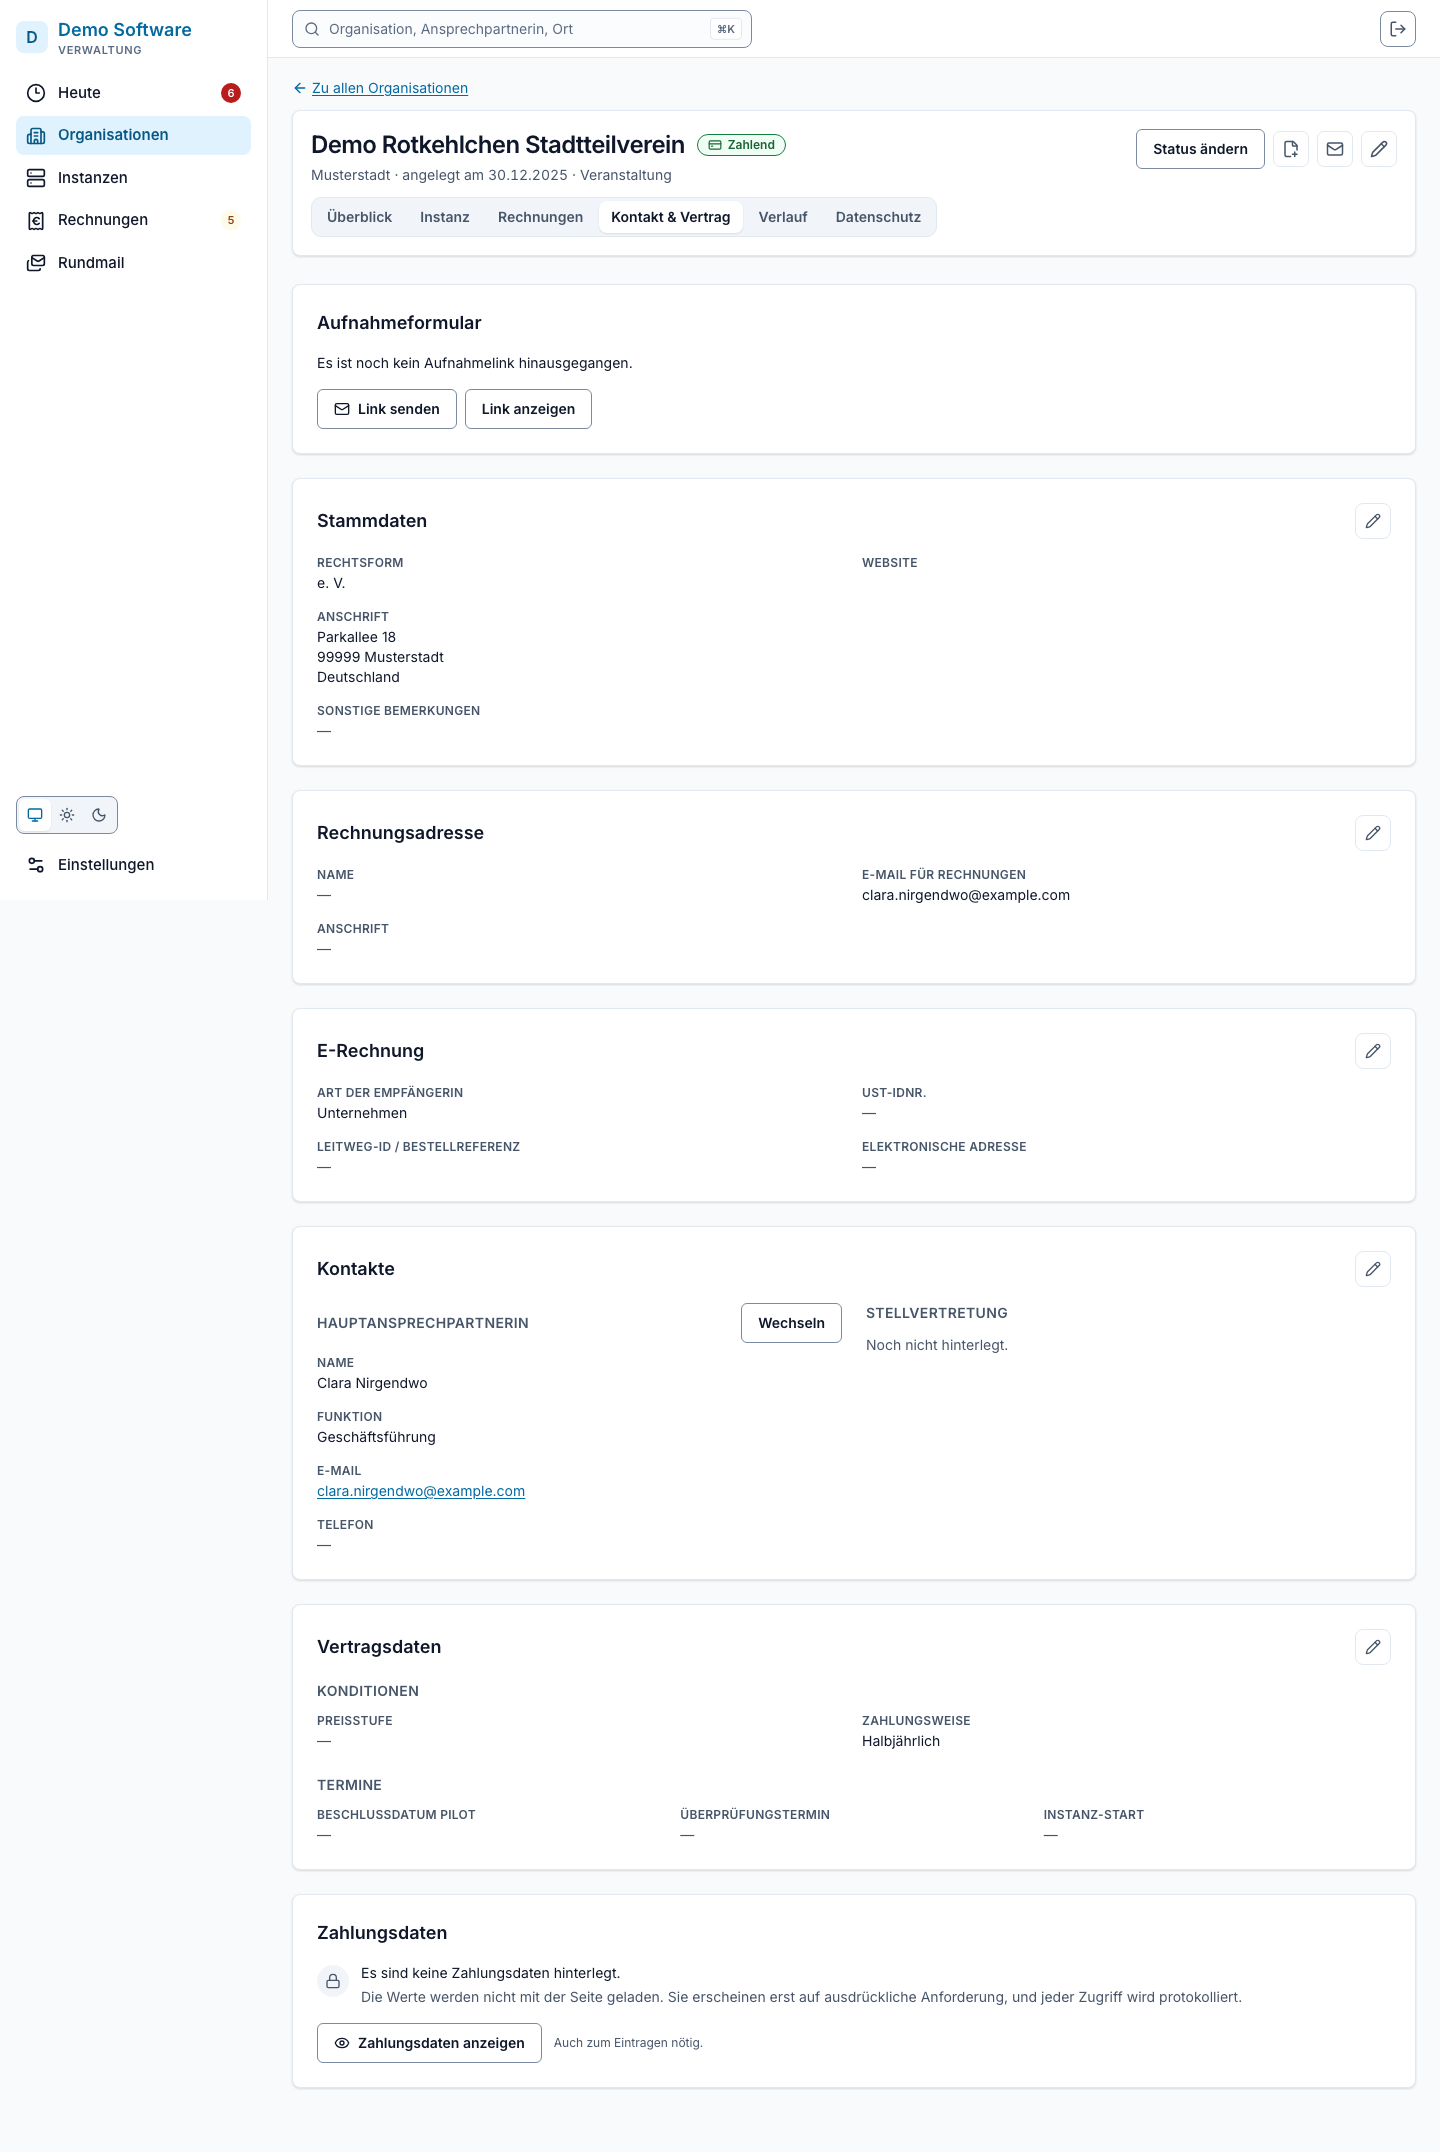 D
Demo Software
VERWALTUNG
Heute
6
Organisationen
Instanzen
Rechnungen
5
Rundmail
Einstellungen
Organisation, Ansprechpartnerin, Ort
⌘K
Zu allen Organisationen
Demo Rotkehlchen Stadtteilverein
Zahlend
Musterstadt · angelegt am 30.12.2025 · Veranstaltung
Status ändern
Überblick
Instanz
Rechnungen
Kontakt & Vertrag
Verlauf
Datenschutz
Aufnahmeformular
Es ist noch kein Aufnahmelink hinausgegangen.
Link senden
Link anzeigen
Stammdaten
RECHTSFORM
e. V.
WEBSITE
ANSCHRIFT
Parkallee 18
99999 Musterstadt
Deutschland
SONSTIGE BEMERKUNGEN
—
Rechnungsadresse
NAME
—
E-MAIL FÜR RECHNUNGEN
clara.nirgendwo@example.com
ANSCHRIFT
—
E-Rechnung
ART DER EMPFÄNGERIN
Unternehmen
UST-IDNR.
—
LEITWEG-ID / BESTELLREFERENZ
—
ELEKTRONISCHE ADRESSE
—
Kontakte
HAUPTANSPRECHPARTNERIN
Wechseln
NAME
Clara Nirgendwo
FUNKTION
Geschäftsführung
E-MAIL
clara.nirgendwo@example.com
TELEFON
—
STELLVERTRETUNG
Noch nicht hinterlegt.
Vertragsdaten
KONDITIONEN
PREISSTUFE
—
ZAHLUNGSWEISE
Halbjährlich
TERMINE
BESCHLUSSDATUM PILOT
—
ÜBERPRÜFUNGSTERMIN
—
INSTANZ-START
—
Zahlungsdaten
Es sind keine Zahlungsdaten hinterlegt.
Die Werte werden nicht mit der Seite geladen. Sie erscheinen erst auf ausdrückliche Anforderung, und jeder Zugriff wird protokolliert.
Zahlungsdaten anzeigen
Auch zum Eintragen nötig.